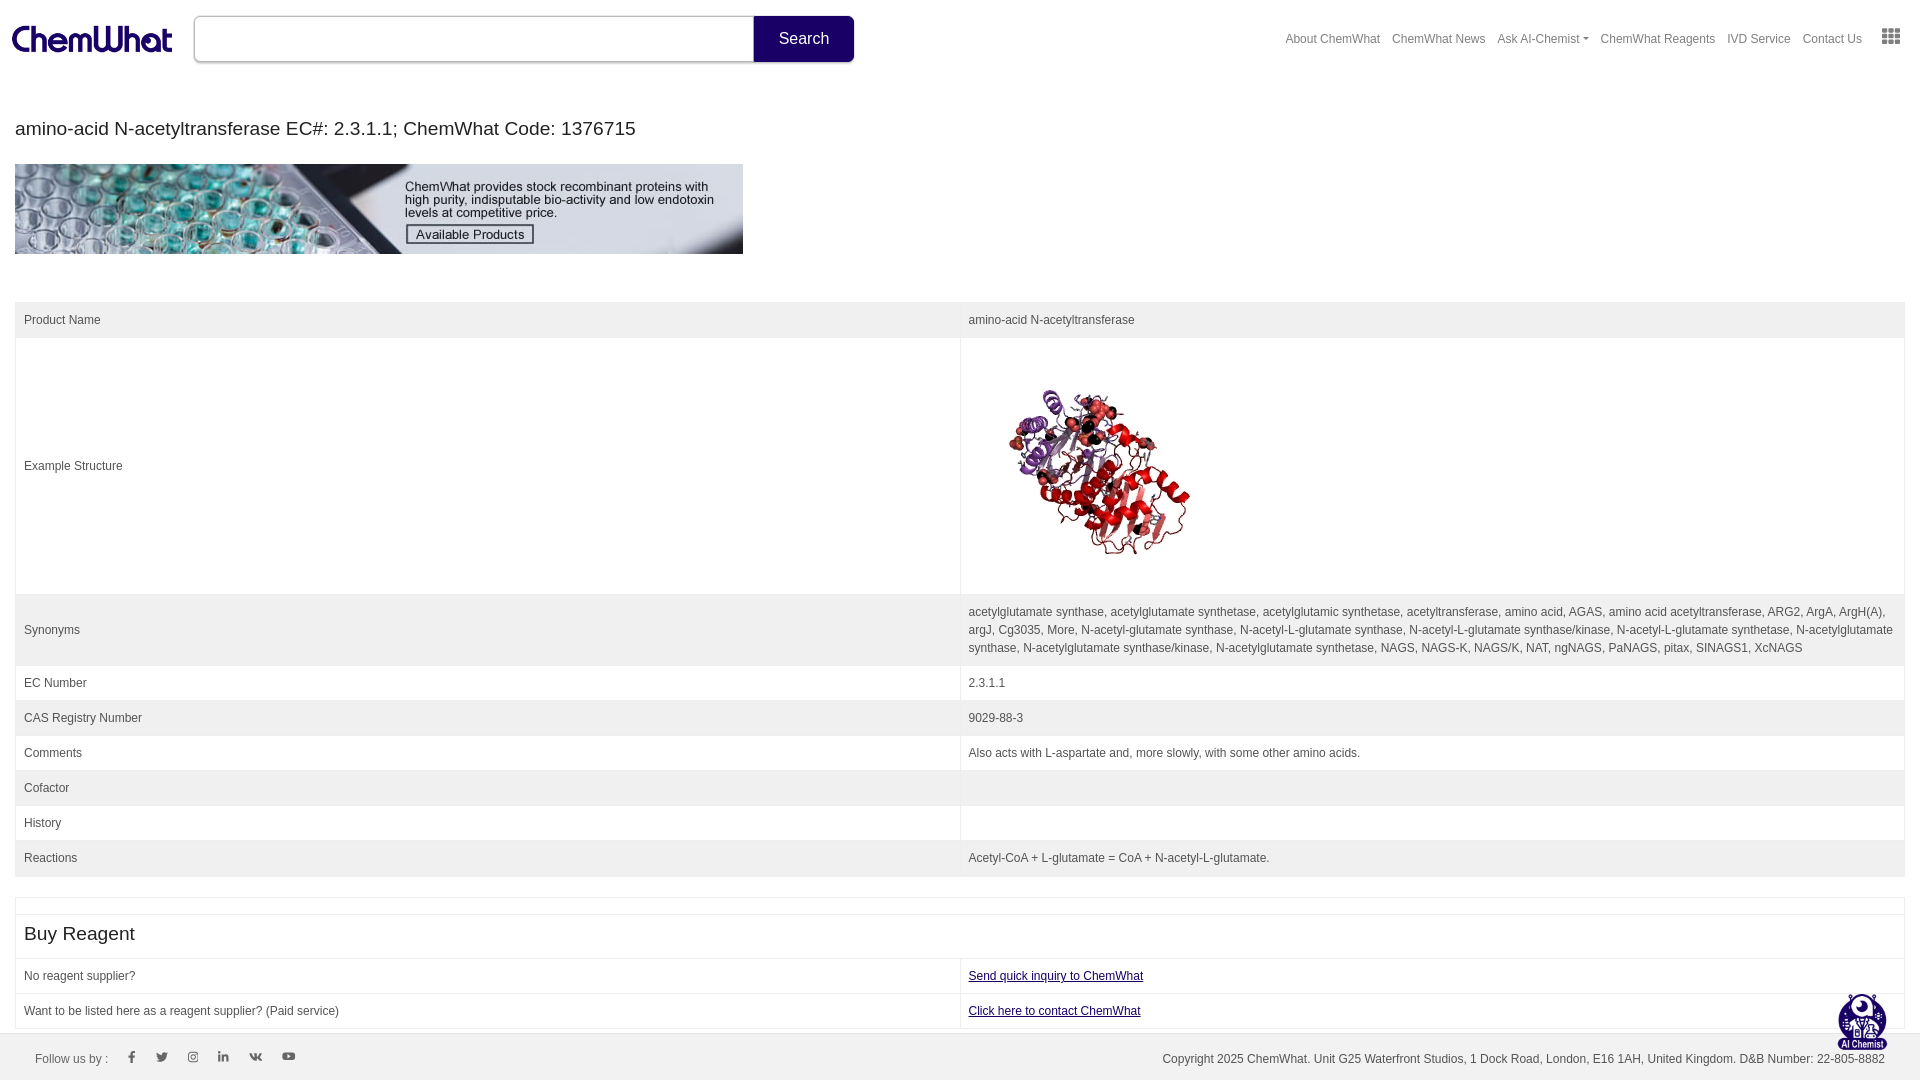 ChemWhat
Search
About ChemWhat
ChemWhat News
Ask AI-Chemist
ChemWhat Reagents
IVD Service
Contact Us
amino-acid N-acetyltransferase EC#: 2.3.1.1; ChemWhat Code: 1376715
ChemWhat provides stock recombinant proteins with
high purity, indisputable bio-activity and low endotoxin
levels at competitive price.
Available Products
Product Name
amino-acid N-acetyltransferase
Example Structure
Synonyms
acetylglutamate synthase, acetylglutamate synthetase, acetylglutamic synthetase, acetyltransferase, amino acid, AGAS, amino acid acetyltransferase, ARG2, ArgA, ArgH(A),
argJ, Cg3035, More, N-acetyl-glutamate synthase, N-acetyl-L-glutamate synthase, N-acetyl-L-glutamate synthase/kinase, N-acetyl-L-glutamate synthetase, N-acetylglutamate
synthase, N-acetylglutamate synthase/kinase, N-acetylglutamate synthetase, NAGS, NAGS-K, NAGS/K, NAT, ngNAGS, PaNAGS, pitax, SlNAGS1, XcNAGS
EC Number
2.3.1.1
CAS Registry Number
9029-88-3
Comments
Also acts with L-aspartate and, more slowly, with some other amino acids.
Cofactor
History
Reactions
Acetyl-CoA + L-glutamate = CoA + N-acetyl-L-glutamate.
Buy Reagent
No reagent supplier?
Send quick inquiry to ChemWhat
Want to be listed here as a reagent supplier? (Paid service)
Click here to contact ChemWhat
AI Chemist
Follow us by :
Copyright 2025 ChemWhat. Unit G25 Waterfront Studios, 1 Dock Road, London, E16 1AH, United Kingdom. D&B Number: 22-805-8882